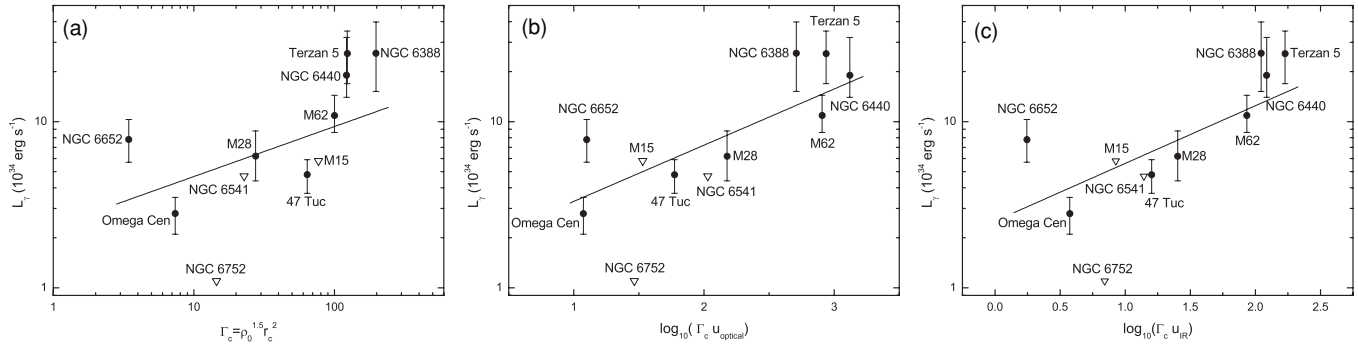 (a)
Terzan 5
NGC 6388
NGC 6440
M62
NGC 6652
M28
M15
NGC 6541
47 Tuc
Omega Cen
NGC 6752
10
1
L_γ (10^34 erg s^-1)
1
10
100
Γ_c=ρ_0^1.5 r_c^2
(b)
Terzan 5
NGC 6388
NGC 6440
NGC 6652
M62
M15
M28
NGC 6541
47 Tuc
Omega Cen
NGC 6752
10
1
L_γ (10^34 erg s^-1)
1
2
3
log_10(Γ_c u_optical)
(c)
NGC 6388
Terzan 5
NGC 6440
NGC 6652
M62
M15
M28
NGC 6541
47 Tuc
Omega Cen
NGC 6752
10
1
L_γ (10^34 erg s^-1)
0.0
0.5
1.0
1.5
2.0
2.5
log_10(Γ_c u_IR)